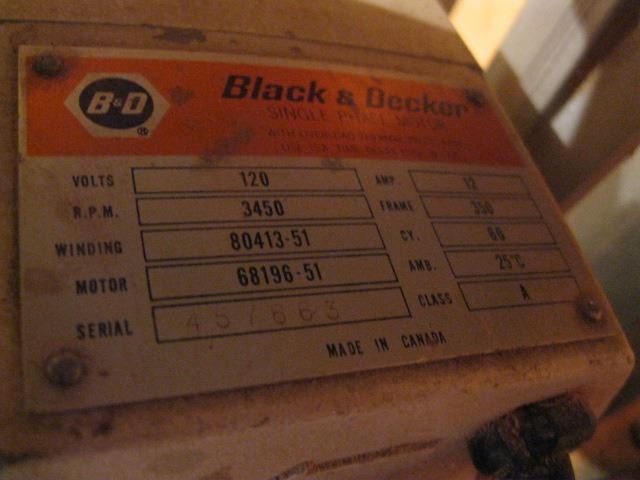 B&D ®
Black & Decker
SINGLE PHASE MOTOR
VOLTS 120 AMP. 12
R.P.M. 3450 FRAME 350
WINDING 80413-51 CY. 60
MOTOR 68196-51 AMB. 25°C
SERIAL 457663 CLASS A
MADE IN CANADA